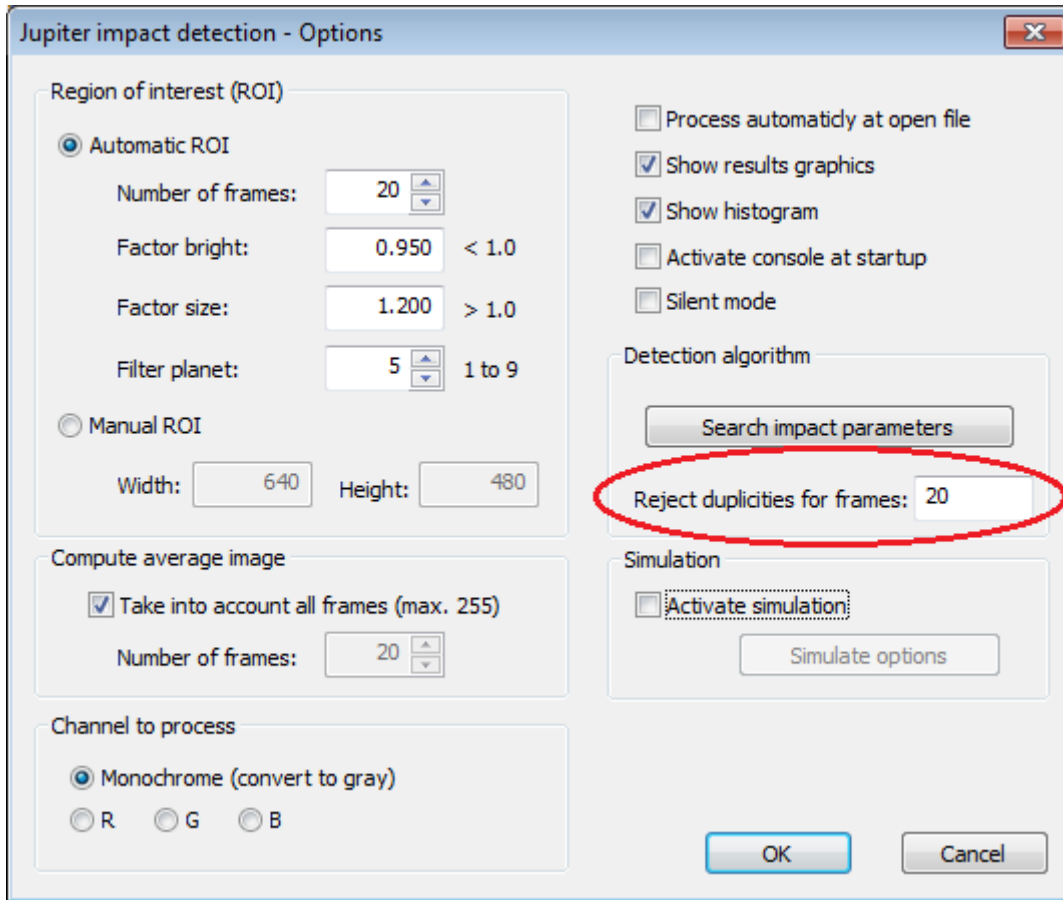 Jupiter impact detection - Options
Region of interest (ROI)
Automatic ROI
Number of frames: 20
Factor bright: 0.950 < 1.0
Factor size: 1.200 > 1.0
Filter planet: 5 1 to 9
Manual ROI
Width: 640 Height: 480
Compute average image
Take into account all frames (max. 255)
Number of frames: 20
Channel to process
Monochrome (convert to gray)
R G B
Process automaticly at open file
Show results graphics
Show histogram
Activate console at startup
Silent mode
Detection algorithm
Search impact parameters
Reject duplicities for frames: 20
Simulation
Activate simulation
Simulate options
OK Cancel